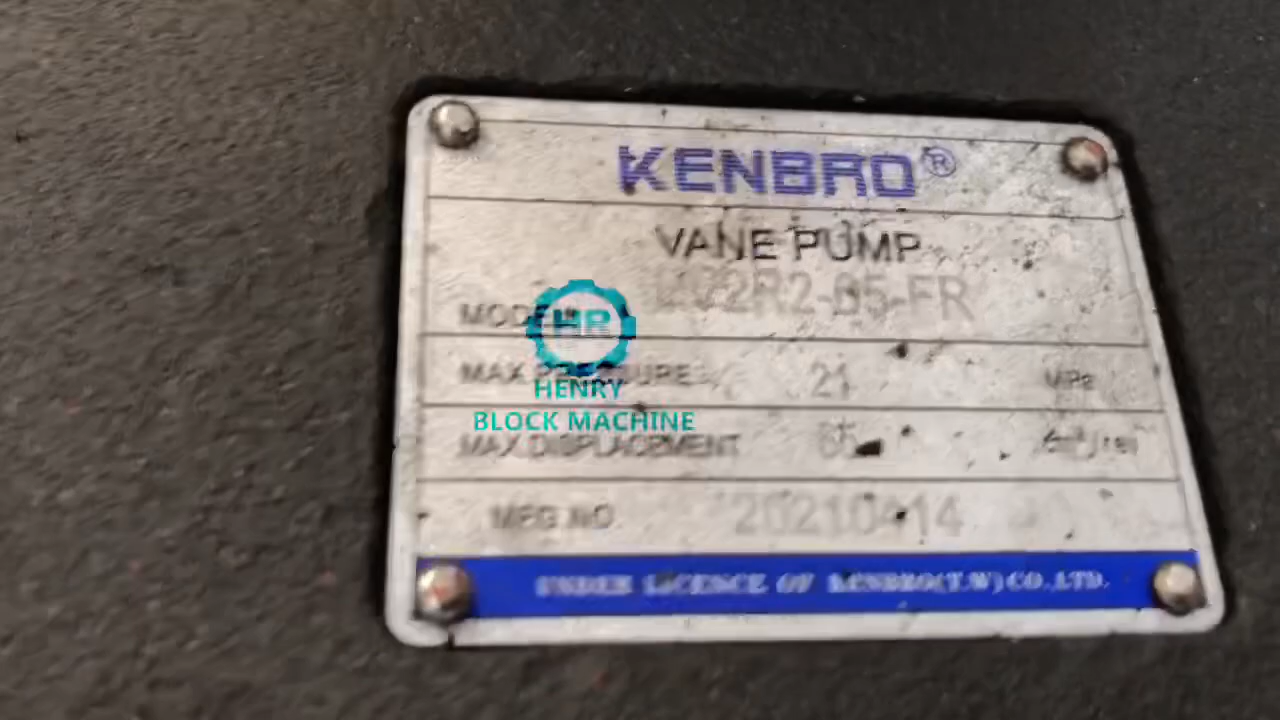 KENBRO®
VANE PUMP
MODEL
HR
MAX PRESSURE 21 MPa
HENRY
BLOCK MACHINE
MAX.DISPLACEMENT
MFG.NO. 20210414
UNDER LICENCE OF KENBRO(T.W)CO.,LTD.